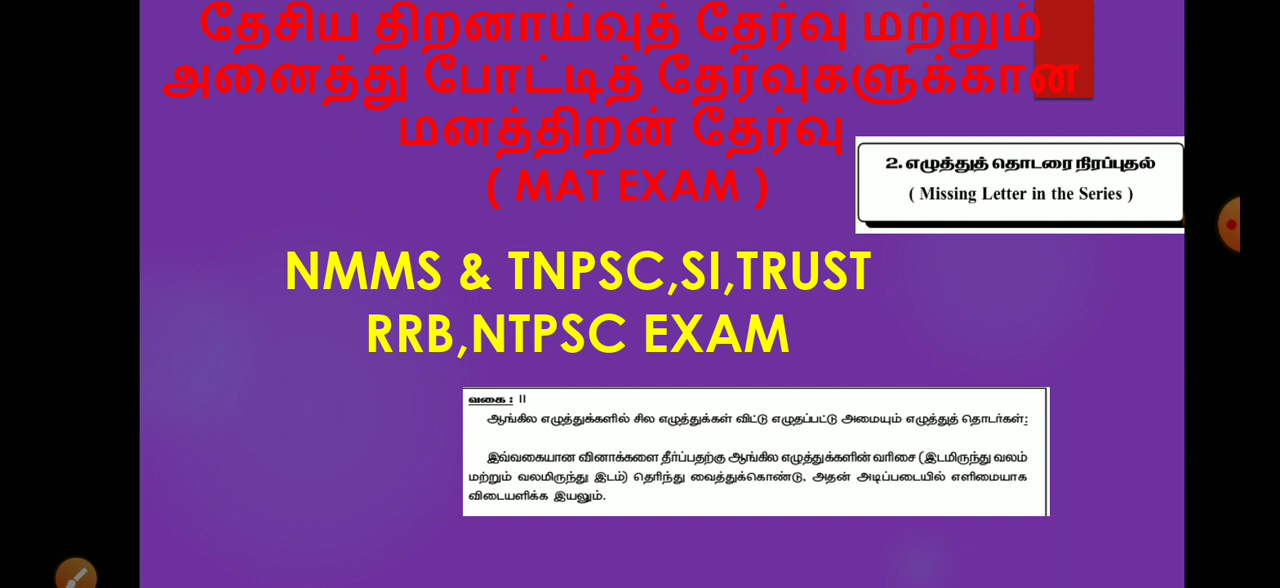 தேசிய திறனாய்வுத் தேர்வு மற்றும்
அனைத்து போட்டித் தேர்வுகளுக்கான
மனத்திறன் தேர்வு
( MAT EXAM )
2. எழுத்துத் தொடரை நிரப்புதல்
( Missing Letter in the Series )
NMMS & TNPSC,SI,TRUST
RRB,NTPSC EXAM
வகை : II
ஆங்கில எழுத்துக்களில் சில எழுத்துக்கள் விட்டு எழுதப்பட்டு அமையும் எழுத்துத் தொடர்கள்:
இவ்வகையான வினாக்களை தீர்ப்பதற்கு ஆங்கில எழுத்துக்களின் வரிசை (இடமிருந்து வலம்
மற்றும் வலமிருந்து இடம்) தெரிந்து வைத்துக்கொண்டு, அதன் அடிப்படையில் எளிமையாக
விடையளிக்க இயலும்.